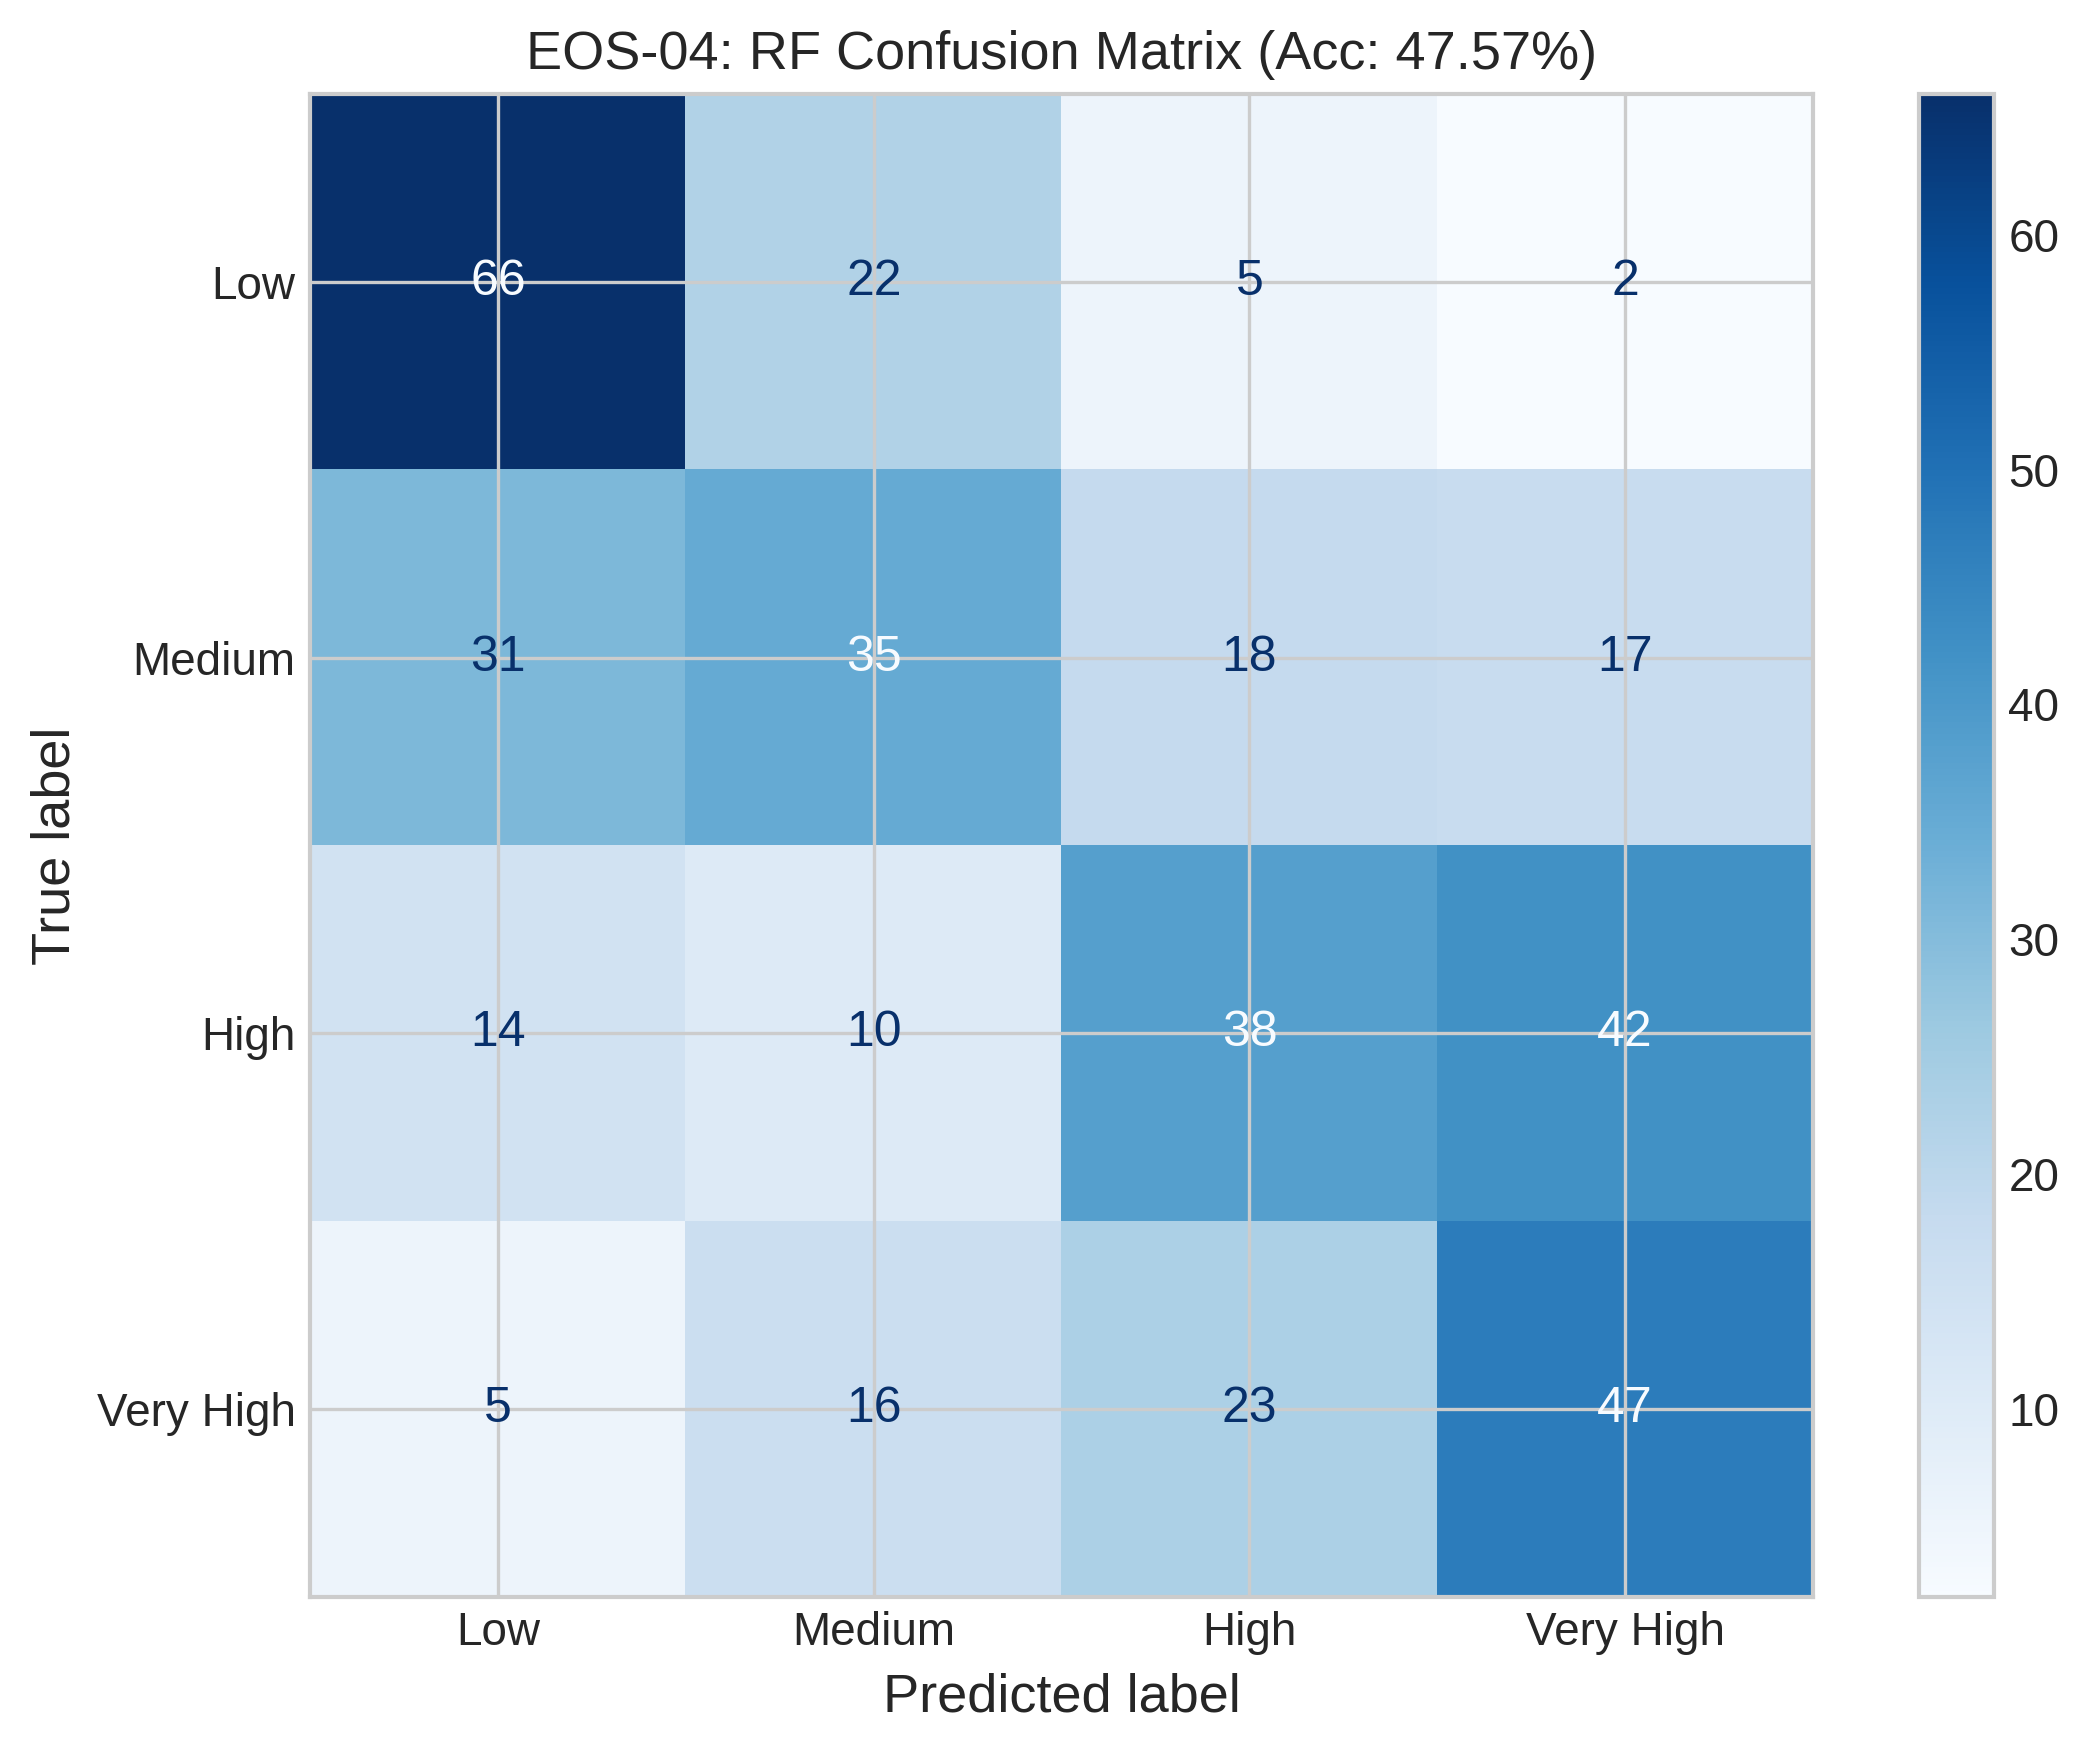 EOS-04: RF Confusion Matrix (Acc: 47.57%)
True label
Low 66 22 5 2
Medium 31 35 18 17
High 14 10 38 42
Very High 5 16 23 47
Low Medium High Very High
Predicted label
60
50
40
30
20
10